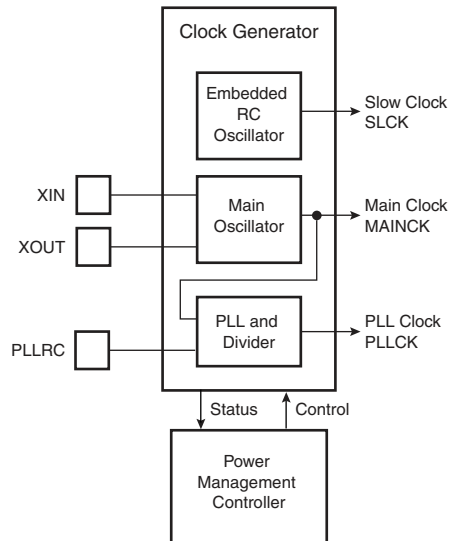 Clock Generator
Embedded
RC
Oscillator
Slow Clock
SLCK
XIN
Main
Oscillator
Main Clock
MAINCK
XOUT
PLL and
Divider
PLL Clock
PLLCK
PLLRC
Status
Control
Power
Management
Controller